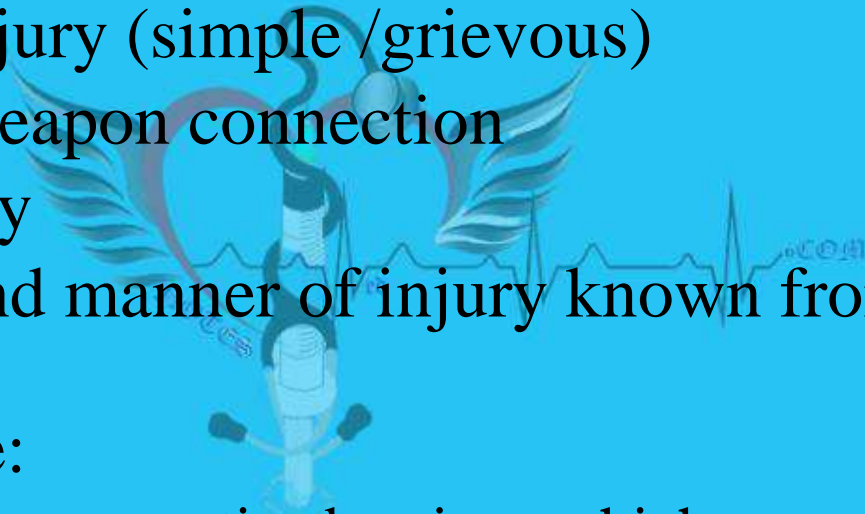 jury (simple /grievous)
eapon connection
y
nd manner of injury known fro
e: